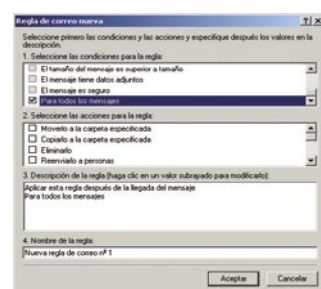 Regla de correo nueva
Seleccione primero las condiciones y las acciones y especifique después los valores en la
descripción.
1. Seleccione las condiciones para la regla:
El tamaño del mensaje es superior a tamaño
El mensaje tiene datos adjuntos
El mensaje es seguro
Para todos los mensajes
2. Seleccione las acciones para la regla:
Moverlo a la carpeta especificada
Copiarlo a la carpeta especificada
Eliminarlo
Reenviarlo a personas
3. Descripción de la regla (haga clic en un valor subrayado para modificarlo):
Aplicar esta regla después de la llegada del mensaje
Para todos los mensajes
4. Nombre de la regla:
Nueva regla de correo nº 1
Aceptar
Cancelar